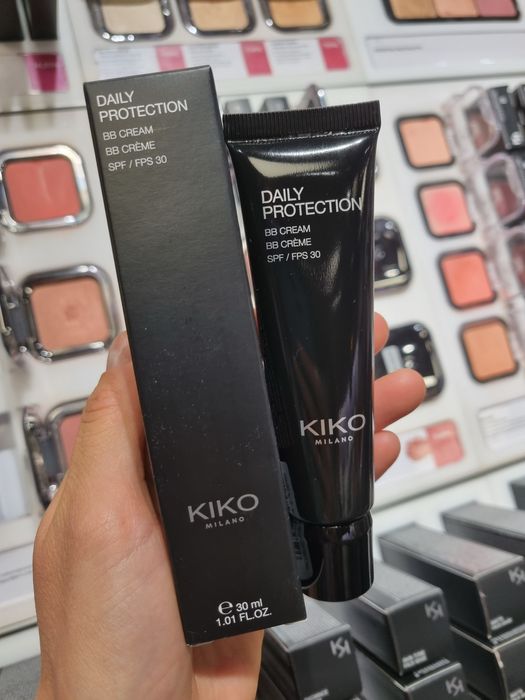 DAILY
PROTECTION
BB CREAM
BB CRÈME
SPF / FPS 30
KIKO
MILANO
℮ 30 ml
1.01 FL.OZ.
DAILY
PROTECTION
BB CREAM
BB CRÈME
SPF / FPS 30
KIKO
MILANO